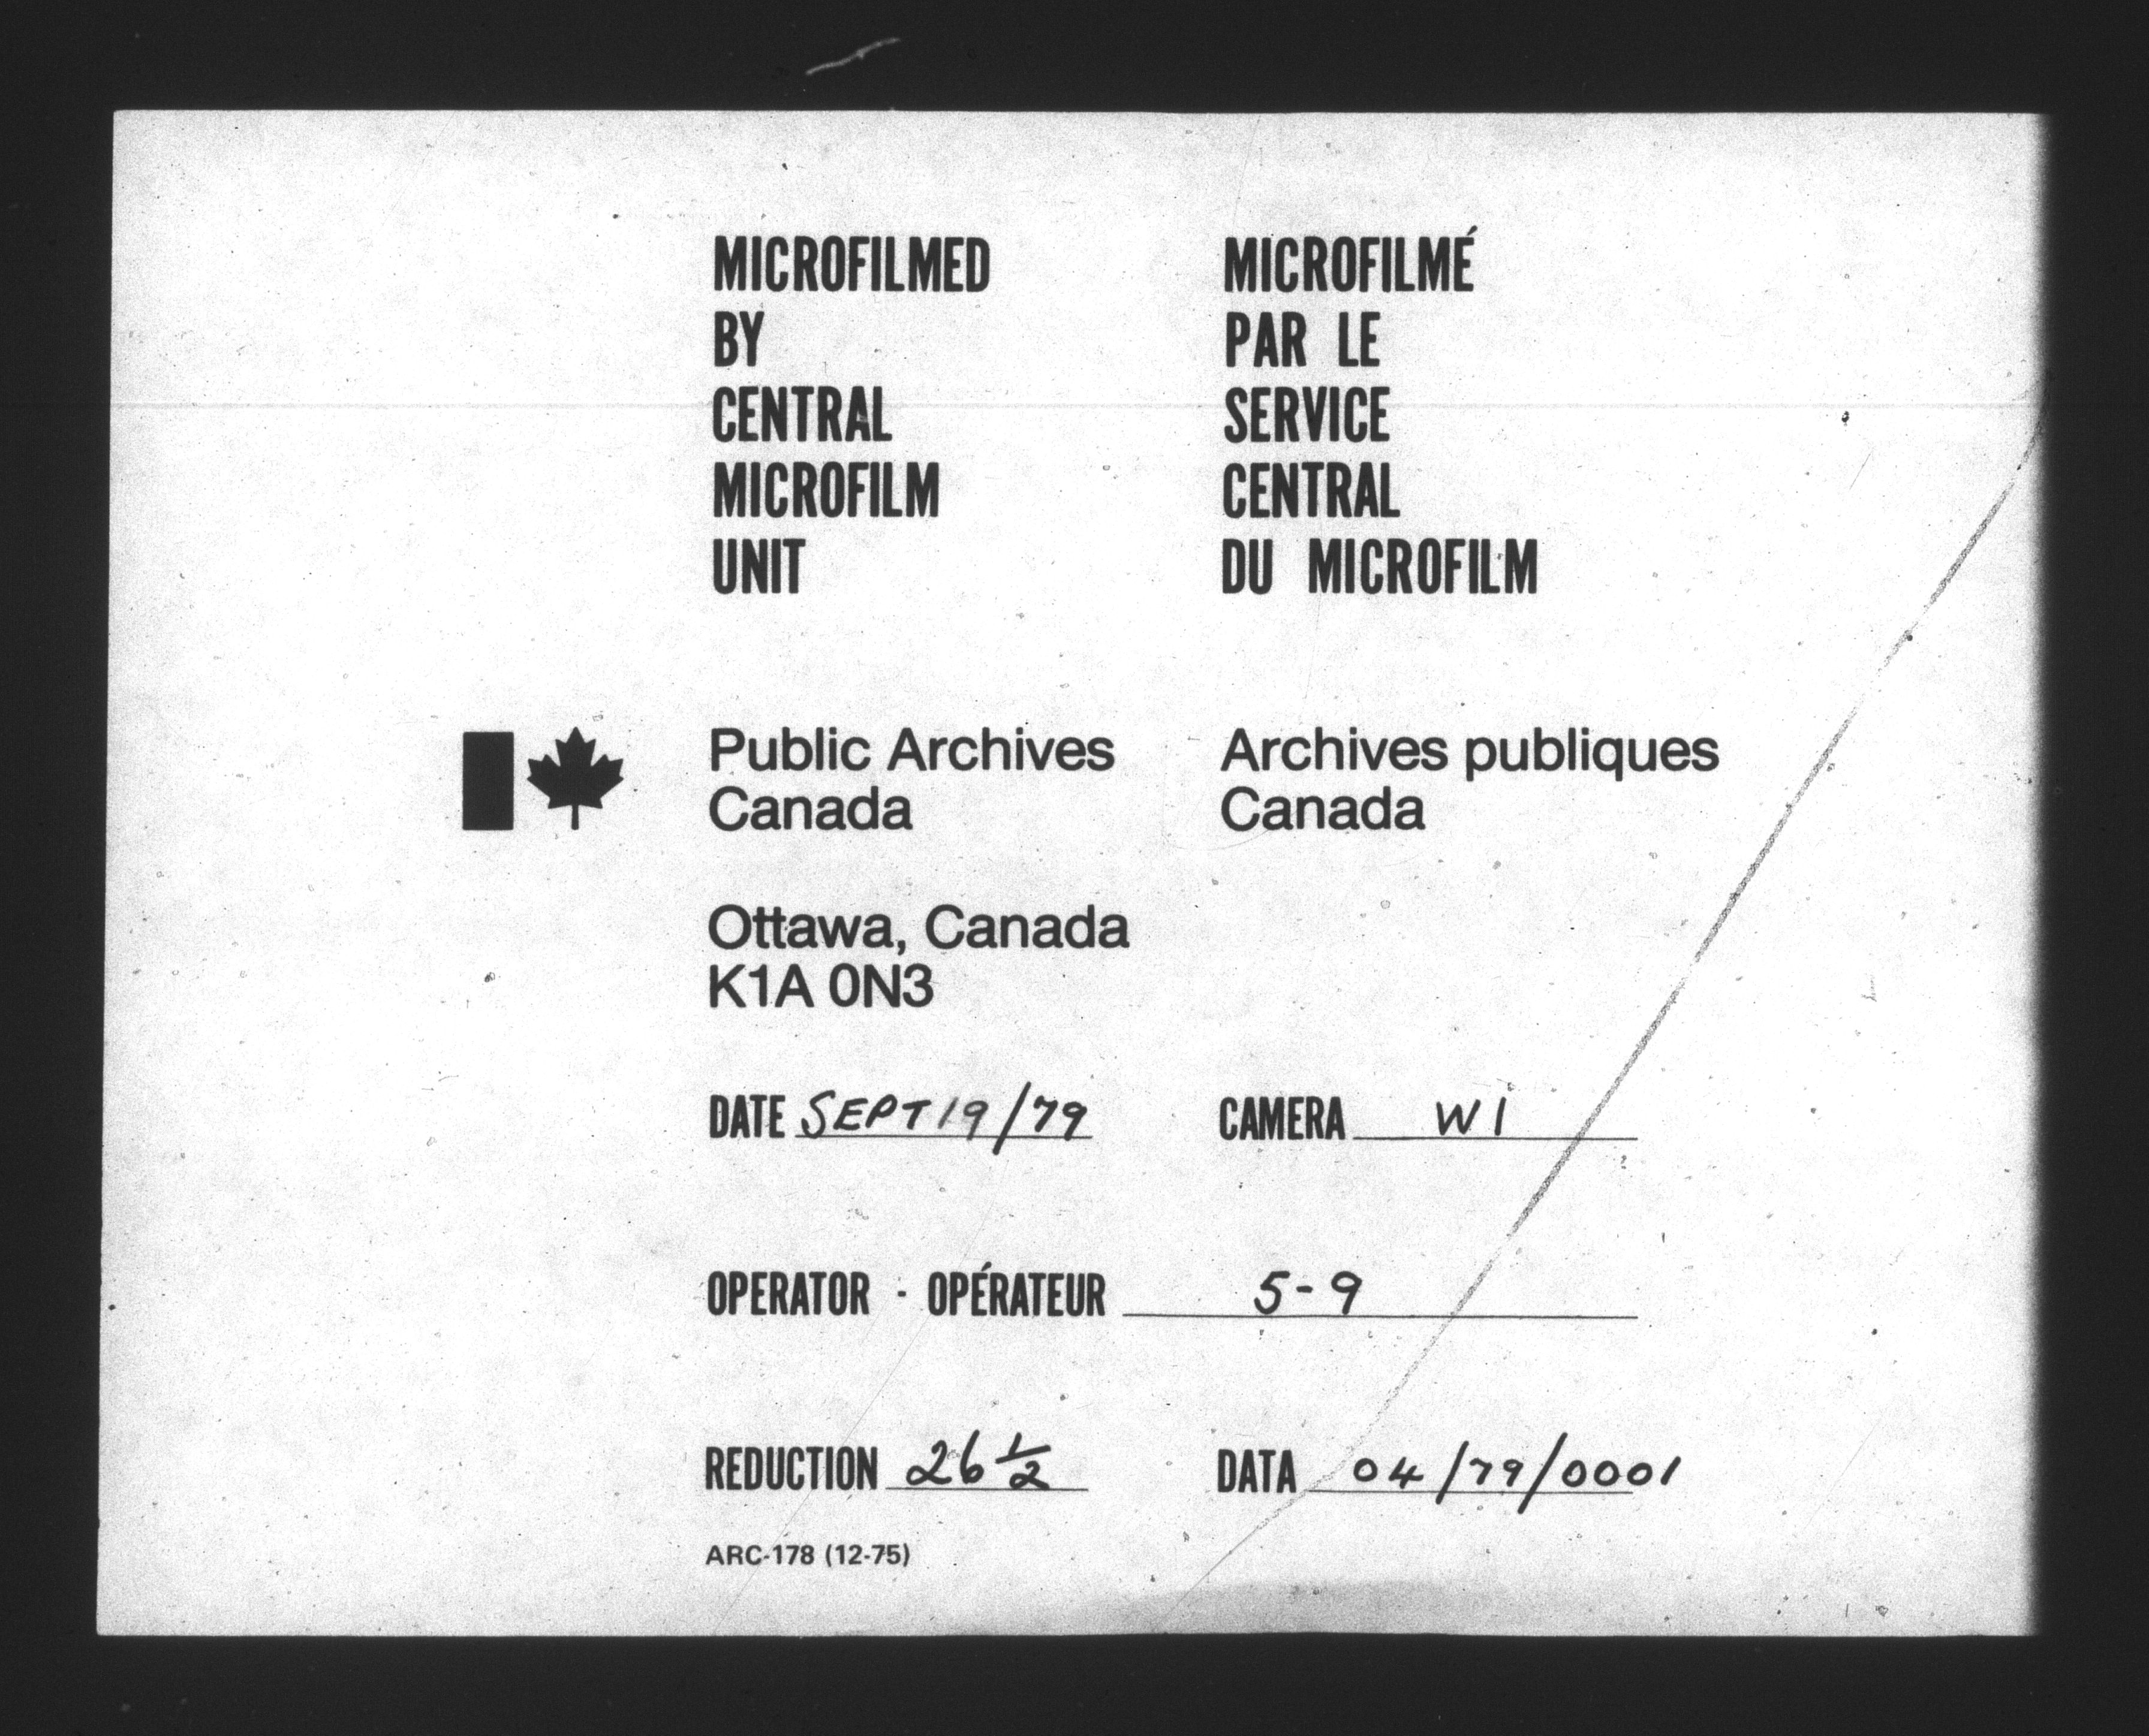 MICROFILMED
BY
CENTRAL
MICROFILM
UNIT
MICROFILMÉ
PAR LE
SERVICE
CENTRAL
DU MICROFILM
Public Archives
Canada
Archives publiques
Canada
Ottawa, Canada
K1A 0N3
DATE SEPT 19/79
CAMERA W1
OPERATOR - OPÉRATEUR 5-9
REDUCTION 26 1/2
DATA 04/79/0001
ARC-178 (12-75)